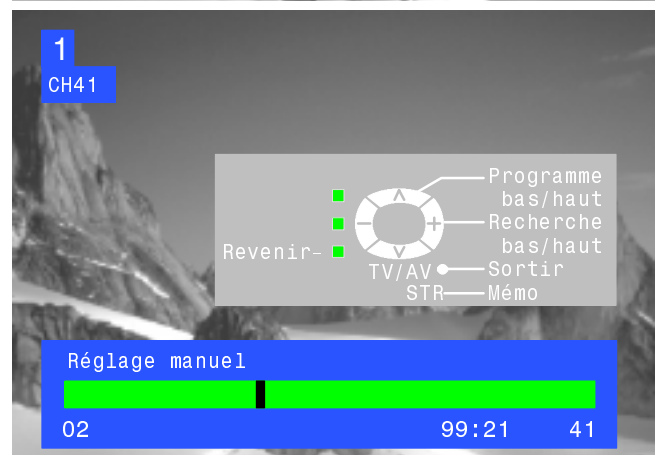 1
CH41
Programme
bas/haut
Recherche
bas/haut
Revenir-
TV/AV Sortir
STR Mémo
Réglage manuel
02 99:21 41